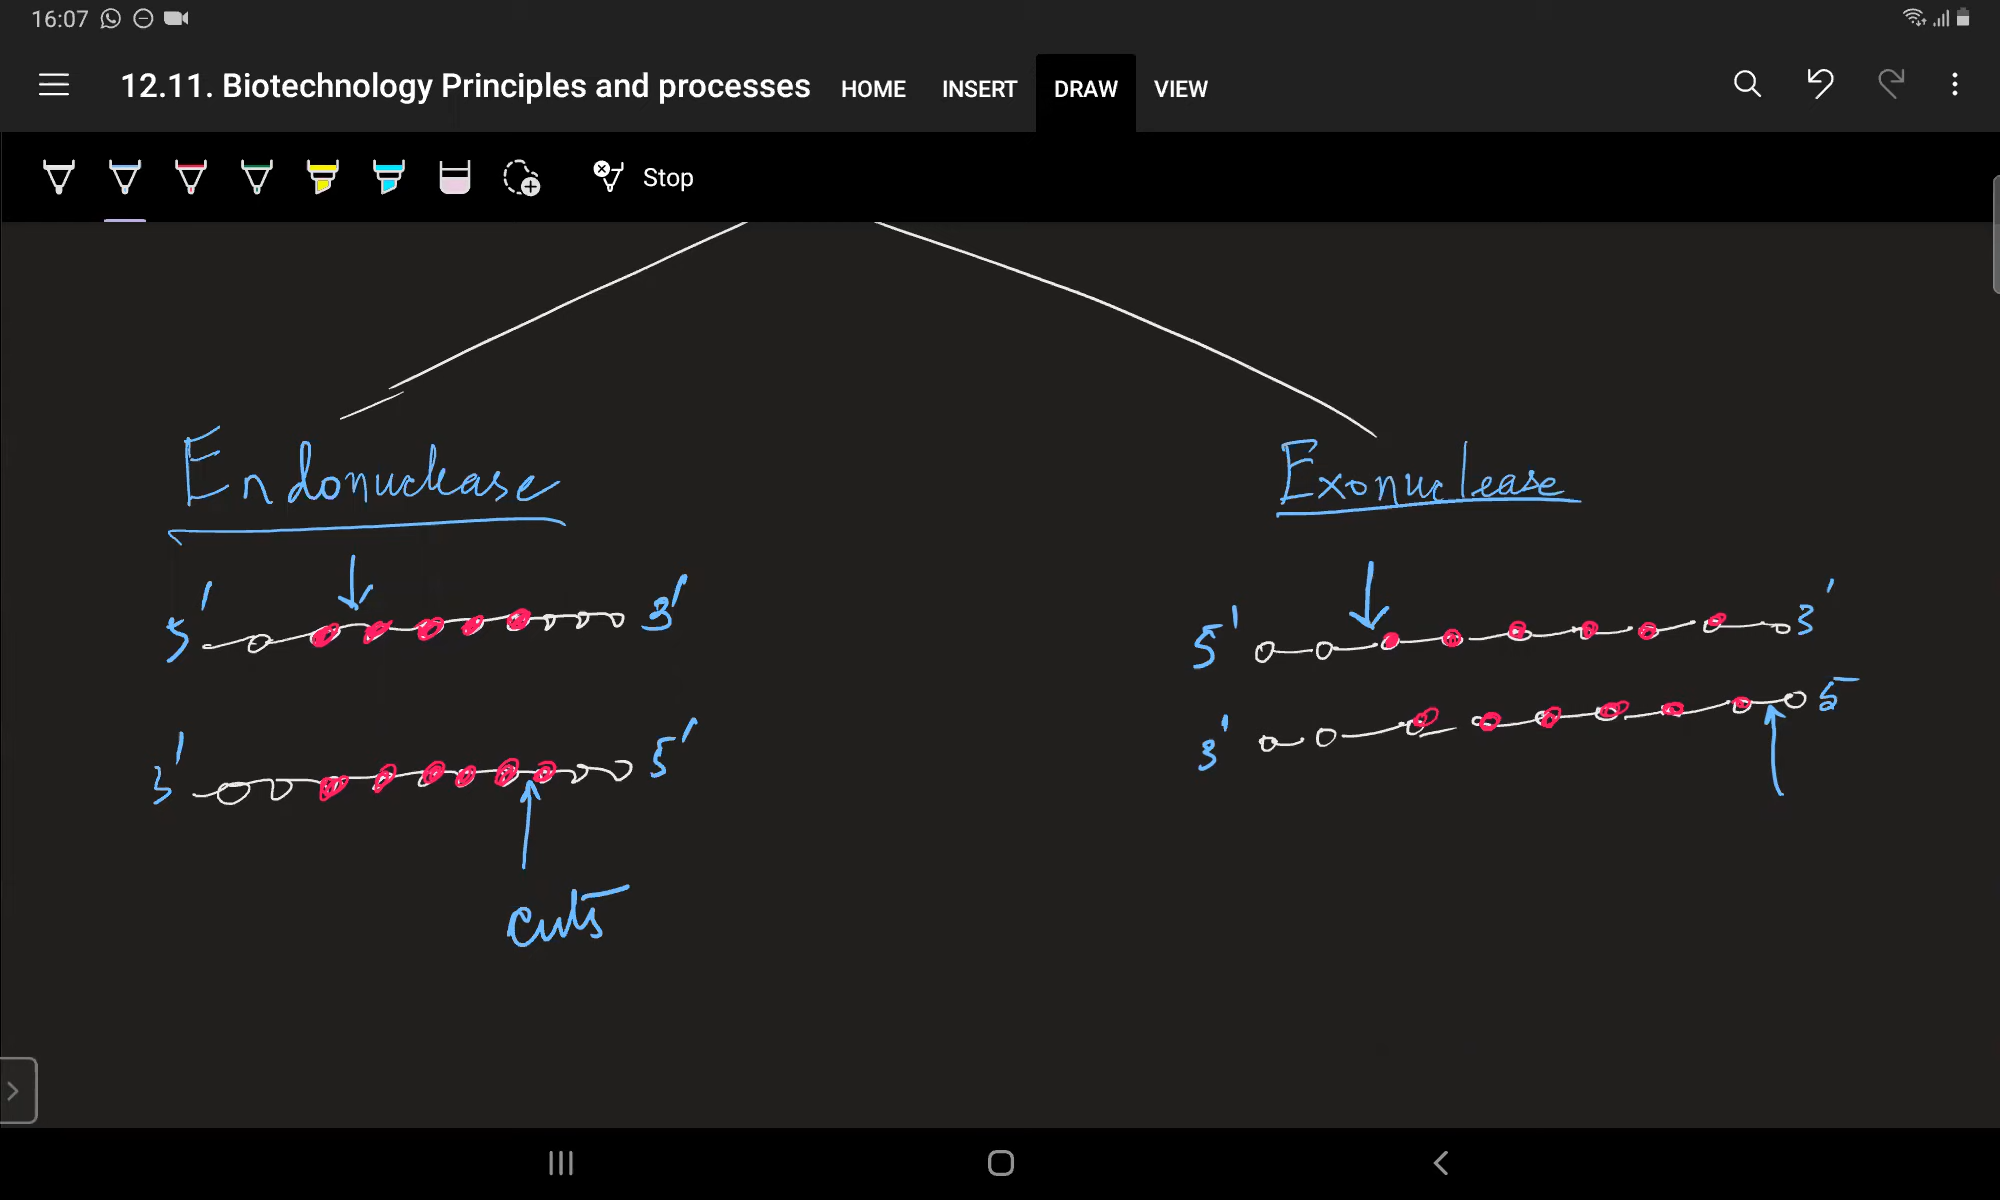 16:07
12.11. Biotechnology Principles and processes HOME INSERT DRAW VIEW
Stop
Endonuclease
Exonuclease
5' 3'
3' 5'
cuts
5' 3'
3' 5